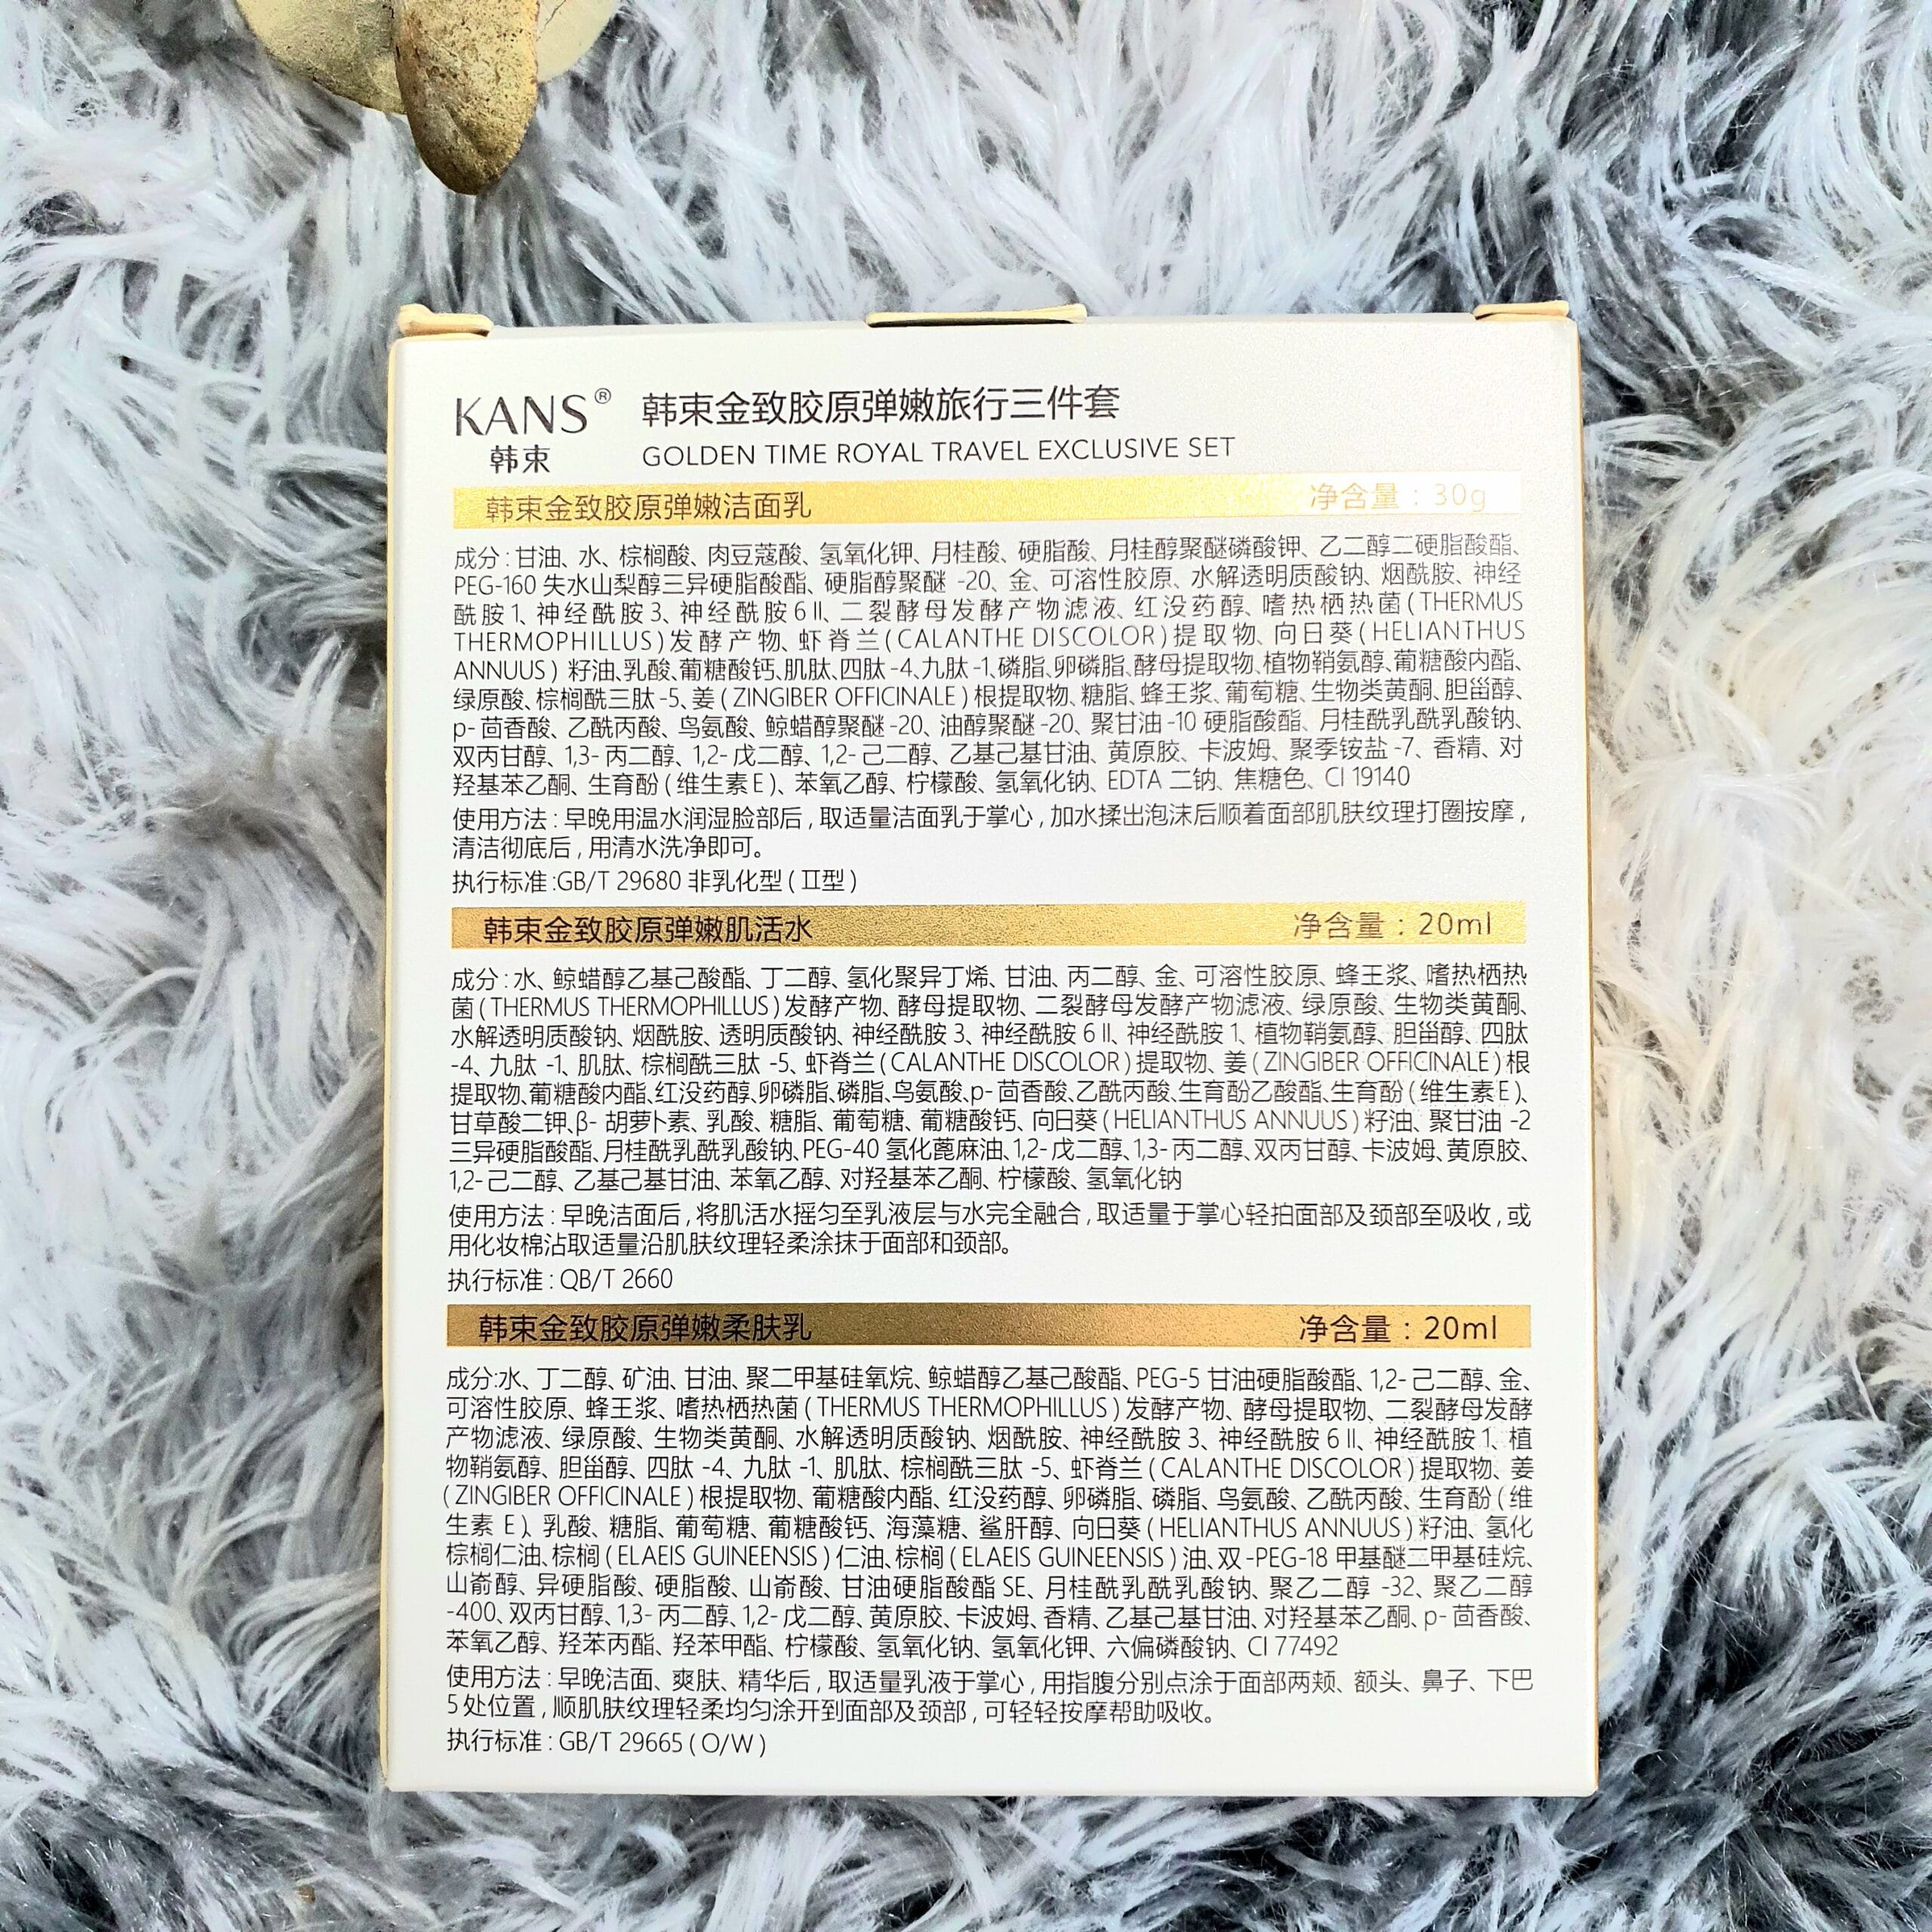 KANS® 韩束金致胶原弹嫩旅行三件套
韩束 GOLDEN TIME ROYAL TRAVEL EXCLUSIVE SET
韩束金致胶原弹嫩洁面乳 净含量：30g
成分:甘油、水、棕榈酸、肉豆蔻酸、氢氧化钾、月桂酸、硬脂酸、月桂醇聚醚磷酸钾、乙二醇二硬脂酸酯、
PEG-160 失水山梨醇三异硬脂酸酯、硬脂醇聚醚 -20、金、可溶性胶原、水解透明质酸钠、烟酰胺、神经
酰胺 1、神经酰胺 3、神经酰胺 6 II、二裂酵母发酵产物滤液、红没药醇、嗜热栖热菌(THERMUS
THERMOPHILLUS)发酵产物、虾脊兰(CALANTHE DISCOLOR)提取物、向日葵(HELIANTHUS
ANNUUS) 籽油、乳酸、葡糖酸钙、肌肽、四肽 -4、九肽 -1、磷脂、卵磷脂、酵母提取物、植物鞘氨醇、葡糖酸内酯、
绿原酸、棕榈酰三肽 -5、姜(ZINGIBER OFFICINALE)根提取物、糖脂、蜂王浆、葡萄糖、生物类黄酮、胆甾醇、
p- 茴香酸、乙酰丙酸、鸟氨酸、鲸蜡醇聚醚 -20、油醇聚醚 -20、聚甘油 -10 硬脂酸酯、月桂酰乳酰乳酸钠、
双丙甘醇、1,3- 丙二醇、1,2- 戊二醇、1,2- 己二醇、乙基己基甘油、黄原胶、卡波姆、聚季铵盐 -7、香精、对
羟基苯乙酮、生育酚(维生素 E)、苯氧乙醇、柠檬酸、氢氧化钠、EDTA 二钠、焦糖色、CI 19140
使用方法:早晚用温水润湿脸部后,取适量洁面乳于掌心,加水揉出泡沫后顺着面部肌肤纹理打圈按摩,
清洁彻底后,用清水洗净即可。
执行标准:GB/T 29680 非乳化型(II型)
韩束金致胶原弹嫩肌活水 净含量：20ml
成分:水、鲸蜡醇乙基己酸酯、丁二醇、氢化聚异丁烯、甘油、丙二醇、金、可溶性胶原、蜂王浆、嗜热栖热
菌(THERMUS THERMOPHILLUS)发酵产物、酵母提取物、二裂酵母发酵产物滤液、绿原酸、生物类黄酮、
水解透明质酸钠、烟酰胺、透明质酸钠、神经酰胺 3、神经酰胺 6 II、神经酰胺 1、植物鞘氨醇、胆甾醇、四肽
-4、九肽 -1、肌肽、棕榈酰三肽 -5、虾脊兰(CALANTHE DISCOLOR)提取物、姜(ZINGIBER OFFICINALE)根
提取物、葡糖酸内酯、红没药醇、卵磷脂、磷脂、鸟氨酸、p- 茴香酸、乙酰丙酸、生育酚乙酸酯、生育酚(维生素 E)、
甘草酸二钾、β- 胡萝卜素、乳酸、糖脂、葡萄糖、葡糖酸钙、向日葵(HELIANTHUS ANNUUS)籽油、聚甘油 -2
三异硬脂酸酯、月桂酰乳酰乳酸钠、PEG-40 氢化蓖麻油、1,2- 戊二醇、1,3- 丙二醇、双丙甘醇、卡波姆、黄原胶、
1,2- 己二醇、乙基己基甘油、苯氧乙醇、对羟基苯乙酮、柠檬酸、氢氧化钠
使用方法:早晚洁面后,将肌活水摇匀至乳液层与水完全融合,取适量于掌心轻拍面部及颈部至吸收,或
用化妆棉沾取适量沿肌肤纹理轻柔涂抹于面部和颈部。
执行标准:QB/T 2660
韩束金致胶原弹嫩柔肤乳 净含量：20ml
成分:水、丁二醇、矿油、甘油、聚二甲基硅氧烷、鲸蜡醇乙基己酸酯、PEG-5 甘油硬脂酸酯、1,2- 己二醇、金、
可溶性胶原、蜂王浆、嗜热栖热菌(THERMUS THERMOPHILLUS)发酵产物、酵母提取物、二裂酵母发酵
产物滤液、绿原酸、生物类黄酮、水解透明质酸钠、烟酰胺、神经酰胺 3、神经酰胺 6 II、神经酰胺 1、植
物鞘氨醇、胆甾醇、四肽 -4、九肽 -1、肌肽、棕榈酰三肽 -5、虾脊兰(CALANTHE DISCOLOR)提取物、姜
(ZINGIBER OFFICINALE)根提取物、葡糖酸内酯、红没药醇、卵磷脂、磷脂、鸟氨酸、乙酰丙酸、生育酚(维
生素 E)、乳酸、糖脂、葡萄糖、葡糖酸钙、海藻糖、鲨肝醇、向日葵(HELIANTHUS ANNUUS)籽油、氢化
棕榈仁油、棕榈(ELAEIS GUINEENSIS)仁油、棕榈(ELAEIS GUINEENSIS)油、双 -PEG-18 甲基醚二甲基硅烷、
山嵛醇、异硬脂酸、硬脂酸、山嵛酸、甘油硬脂酸酯 SE、月桂酰乳酰乳酸钠、聚乙二醇 -32、聚乙二醇
-400、双丙甘醇、1,3- 丙二醇、1,2- 戊二醇、黄原胶、卡波姆、香精、乙基己基甘油、对羟基苯乙酮、p- 茴香酸、
苯氧乙醇、羟苯丙酯、羟苯甲酯、柠檬酸、氢氧化钠、氢氧化钾、六偏磷酸钠、CI 77492
使用方法:早晚洁面、爽肤、精华后,取适量乳液于掌心,用指腹分别点涂于面部两颊、额头、鼻子、下巴
5 处位置,顺肌肤纹理轻柔均匀涂开到面部及颈部,可轻轻按摩帮助吸收。
执行标准:GB/T 29665(O/W)